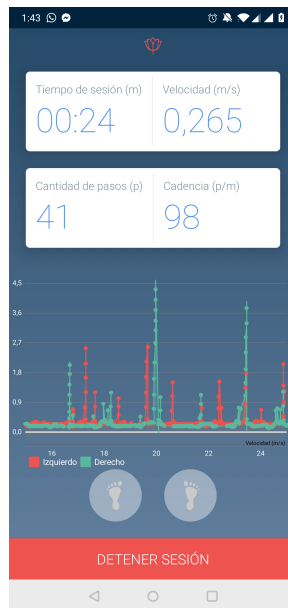 1:43
Tiempo de sesión (m) Velocidad (m/s)
00:24 0,265
Cantidad de pasos (p) Cadencia (p/m)
41 98
4,5
3,6
2,7
1,8
0,9
0,0
Velocidad (m/s)
16 18 20 22 24
Izquierdo Derecho
DETENER SESIÓN